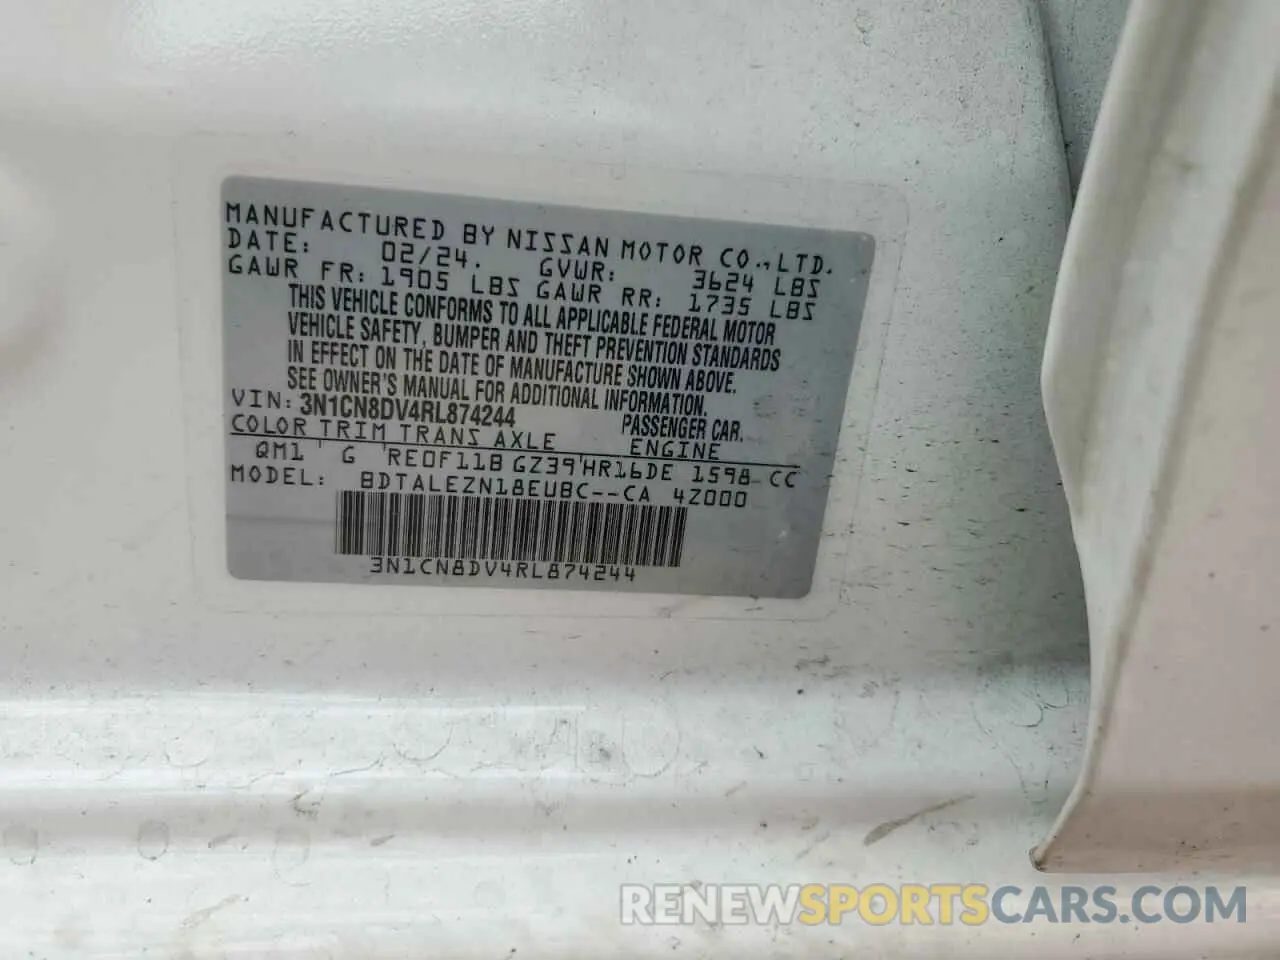 MANUFACTURED BY NISSAN MOTOR CO., LTD.
DATE: 02/24. GVWR: 3624 LBS
GAWR FR: 1905 LBS GAWR RR: 1735 LBS
THIS VEHICLE CONFORMS TO ALL APPLICABLE FEDERAL MOTOR
VEHICLE SAFETY, BUMPER AND THEFT PREVENTION STANDARDS
IN EFFECT ON THE DATE OF MANUFACTURE SHOWN ABOVE.
SEE OWNER'S MANUAL FOR ADDITIONAL INFORMATION.
VIN: 3N1CN8DV4RL874244 PASSENGER CAR.
COLOR TRIM TRANS AXLE ENGINE
QM1 G RE0F11B GZ39 HR16DE 1598 CC
MODEL: BDTALEZN18EUBC--CA 4Z000
3N1CN8DV4RL874244
RENEWSPORTSCARS.COM